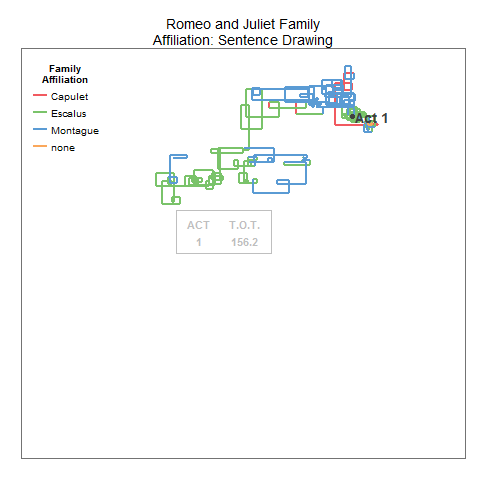 Romeo and Juliet Family
Affiliation: Sentence Drawing
Family
Affiliation
Capulet
Escalus
Montague
none
Act 1
ACT T.O.T.
1 156.2